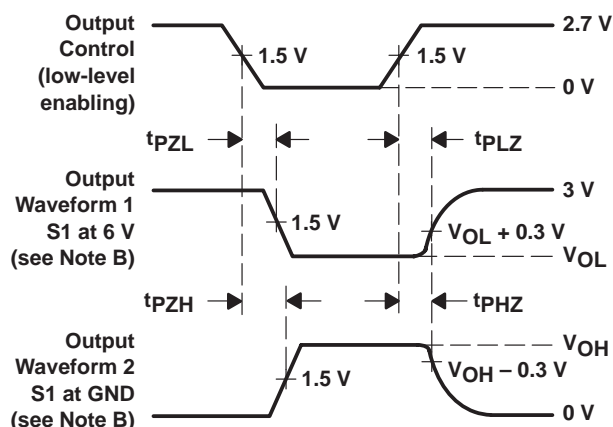 Output
Control
(low-level
enabling)
1.5 V
1.5 V
2.7 V
0 V
tPZL
tPLZ
Output
Waveform 1
S1 at 6 V
(see Note B)
1.5 V
3 V
VOL + 0.3 V
VOL
tPZH
tPHZ
Output
Waveform 2
S1 at GND
(see Note B)
1.5 V
VOH
VOH – 0.3 V
0 V